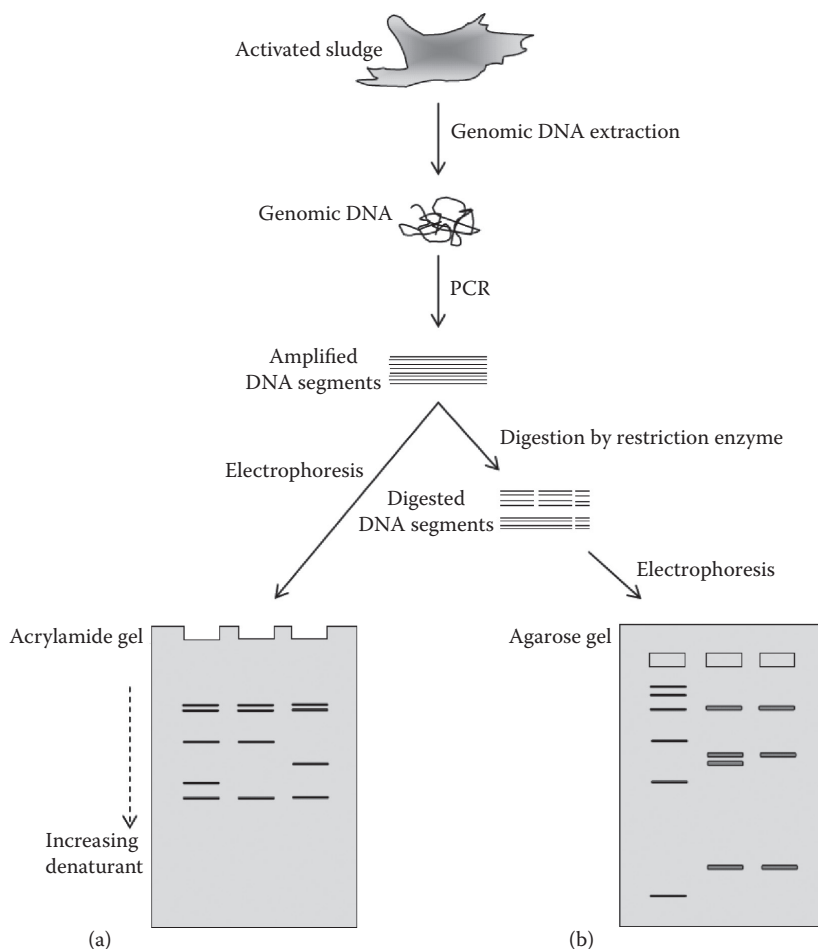 Activated sludge
Genomic DNA extraction
Genomic DNA
PCR
Amplified
DNA segments
Digestion by restriction enzyme
Electrophoresis
Digested
DNA segments
Electrophoresis
Acrylamide gel
Agarose gel
Increasing
denaturant
(a)
(b)